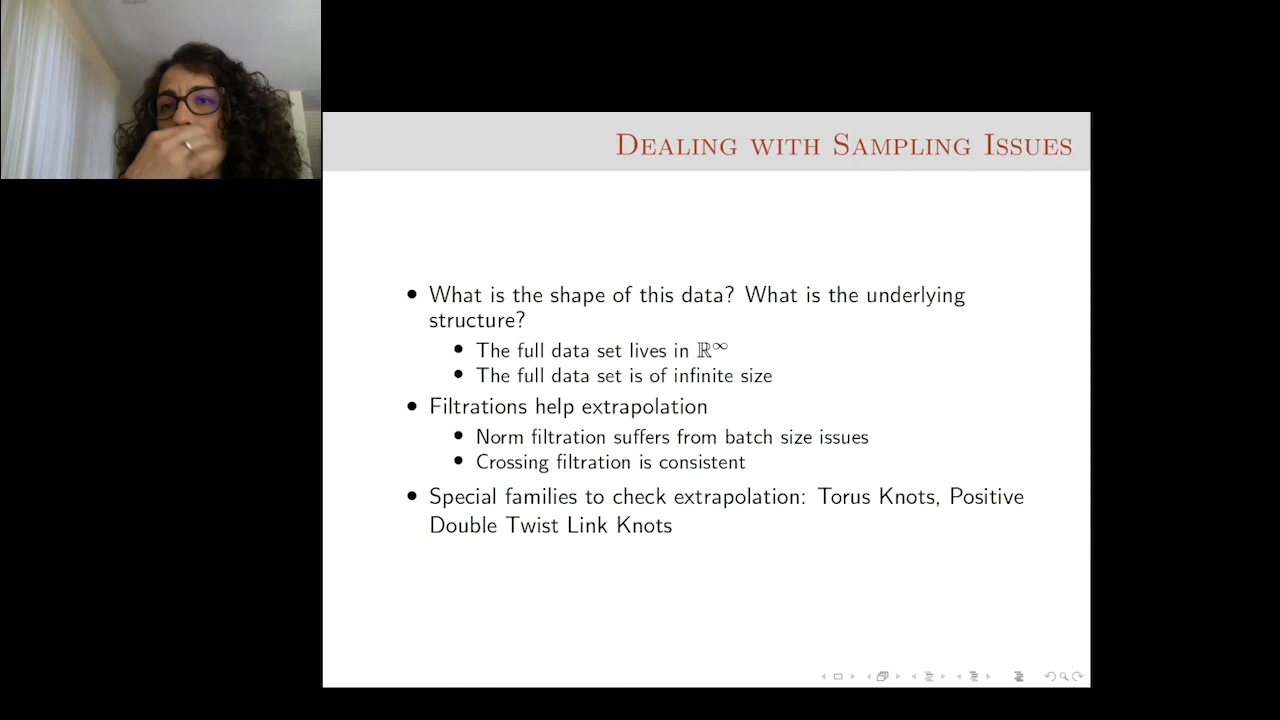 Dealing with Sampling Issues
• What is the shape of this data? What is the underlying
structure?
• The full data set lives in ℝ∞
• The full data set is of infinite size
• Filtrations help extrapolation
• Norm filtration suffers from batch size issues
• Crossing filtration is consistent
• Special families to check extrapolation: Torus Knots, Positive
Double Twist Link Knots